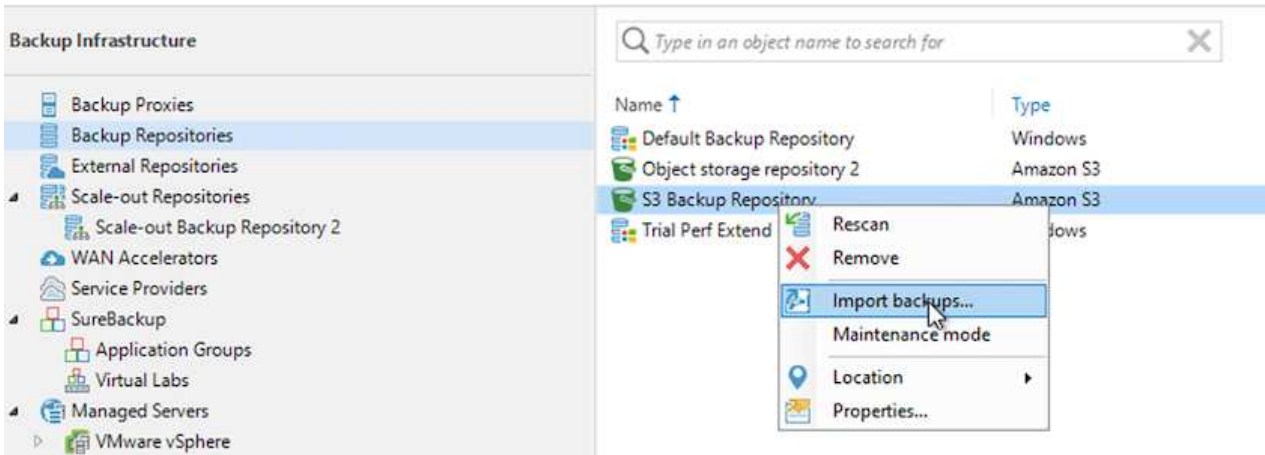 Backup Infrastructure
Backup Proxies
Backup Repositories
External Repositories
Scale-out Repositories
Scale-out Backup Repository 2
WAN Accelerators
Service Providers
SureBackup
Application Groups
Virtual Labs
Managed Servers
VMware vSphere
Type in an object name to search for
Name Type
Default Backup Repository Windows
Object storage repository 2 Amazon S3
S3 Backup Repository Amazon S3
Trial Perf Extend
Rescan
Remove
Import backups...
Maintenance mode
Location
Properties...